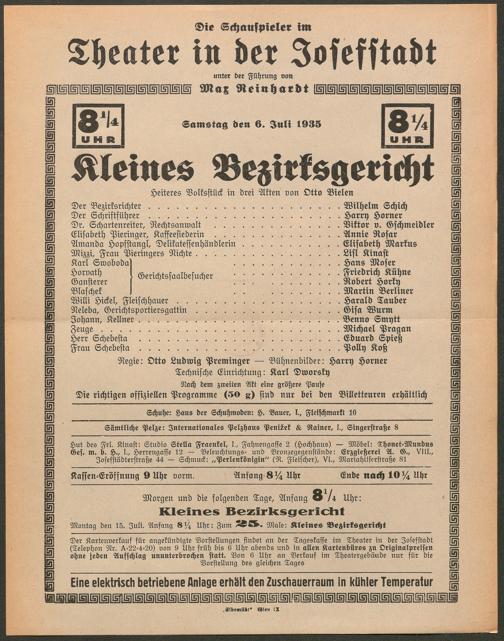 Die Schauspieler im
Theater in der Josefstadt
unter der Führung von
Max Reinhardt
8 1/4 UHR
Samstag den 6. Juli 1935
8 1/4 UHR
Kleines Bezirksgericht
Heiteres Volksstück in drei Akten von Otto Bielen
Der Bezirksrichter . . . Wilhelm Schich
Der Schriftführer . . . Harry Horner
Dr. Schartenreiter, Rechtsanwalt . . . Viktor v. Gschmeidler
Elisabeth Pieringer, Kaffeesiederin . . . Annie Rosar
Amanda Hopfstangl, Delikatessenhändlerin . . . Elisabeth Markus
Mizzi, Frau Pieringers Nichte . . . Lisl Kinast
Karl Swoboda . . . Hans Moser
Horvath . . . Friedrich Kühne
Gansterer . . . Robert Horky
Blaschek . . . Martin Berliner
Gerichtssaalbesucher
Willi Hickel, Fleischhauer . . . Harald Tauber
Neleba, Gerichtsportiersgattin . . . Gisa Wurm
Johann, Kellner . . . Benno Smytt
Zeuge . . . Michael Pragan
Herr Schebesta . . . Eduard Spieß
Frau Schebesta . . . Polly Koß
Regie: Otto Ludwig Preminger — Bühnenbilder: Harry Horner
Technische Einrichtung: Karl Dworsky
Nach dem zweiten Akt eine größere Pause
Die richtigen offiziellen Programme (50 g) sind nur bei den Billetteuren erhältlich
Schuhe: Haus der Schuhmoden: H. Bauer, I., Fleischmarkt 10
Sämtliche Pelze: Internationales Pelzhaus Penižek & Rainer, I., Singerstraße 8
Hut des Frl. Kinast: Studio Stella Fraenkel, I., Fahnengasse 2 (Hochhaus) — Möbel: Thonet-Mundus
Ges. m. b. H., I., Herrengasse 12 — Beleuchtungs- und Bronzegegenstände: Erzgießerei A. G., VIII.,
Josefstädterstraße 44 — Schmuck: „Perlenkönigin“ (R. Fleischer), VI., Mariahilferstraße 81
Kassen-Eröffnung 9 Uhr vorm. Anfang 8 1/4 Uhr Ende nach 10 1/4 Uhr
Morgen und die folgenden Tage, Anfang 8 1/4 Uhr:
Kleines Bezirksgericht
Montag den 15. Juli. Anfang 8 1/4 Uhr: Zum 25. Male: Kleines Bezirksgericht
Der Kartenverkauf für angekündigte Vorstellungen findet an der Tageskasse im Theater in der Josefstadt
(Telephon Nr. A-22-4-20) von 9 Uhr früh bis 6 Uhr abends und in allen Kartenbüros zu Originalpreisen
ohne jeden Aufschlag ununterbrochen statt. Von 6 Uhr an Verkauf im Theatergebäude nur für die
Vorstellung des gleichen Tages
Eine elektrisch betriebene Anlage erhält den Zuschauerraum in kühler Temperatur
„Elbemühl“ Wien IX